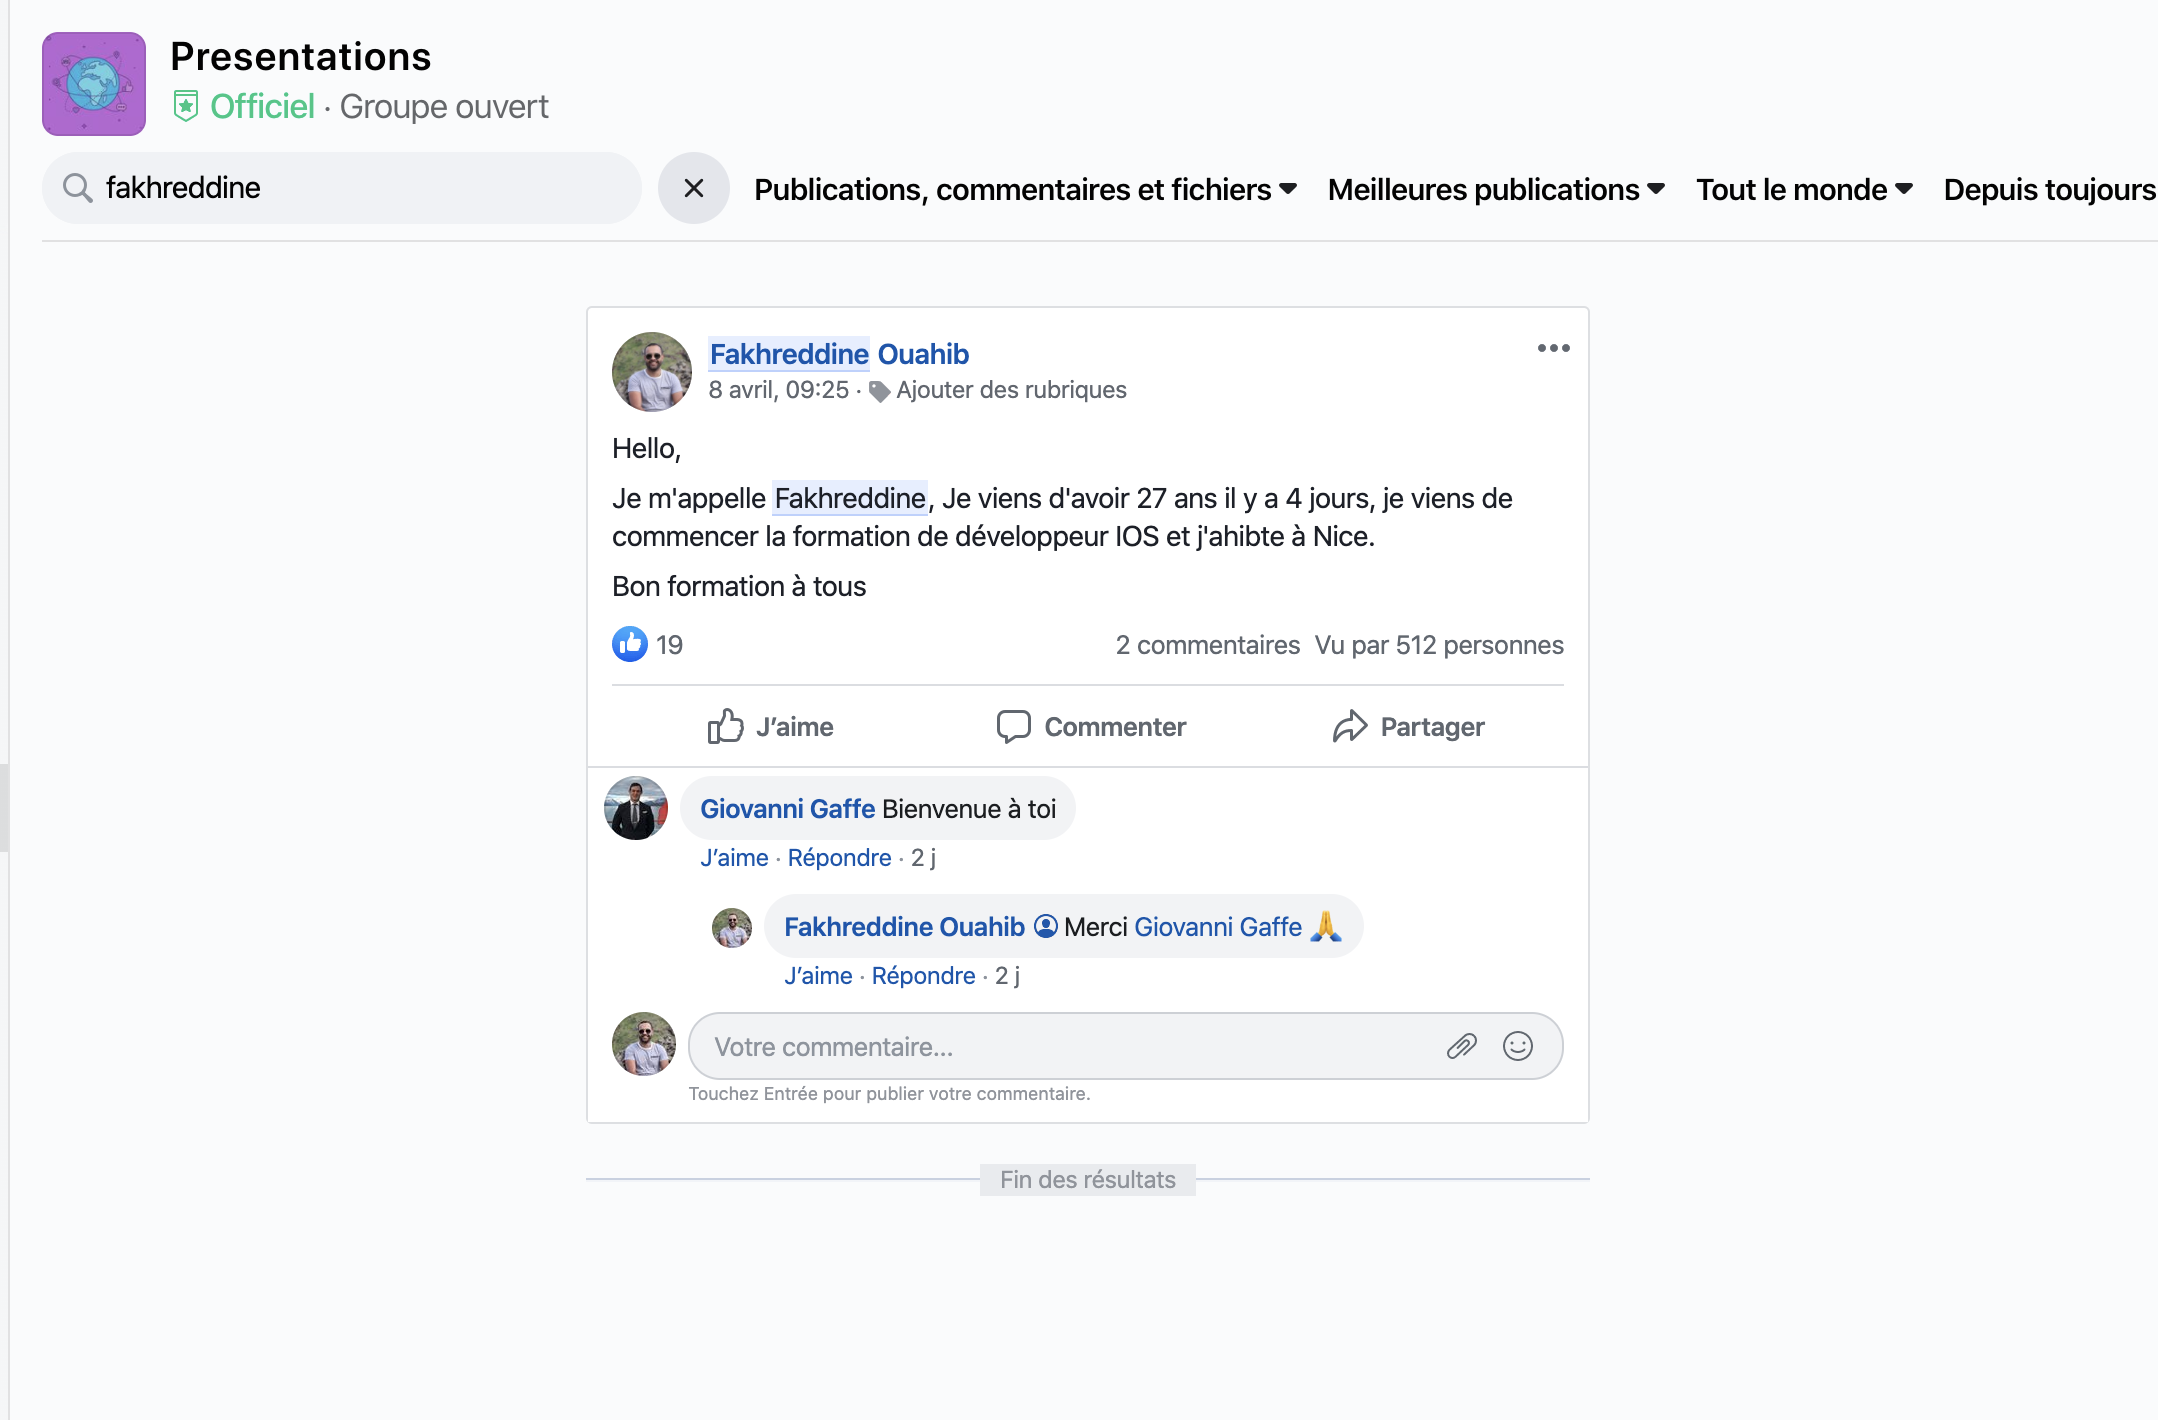 Presentations
Officiel · Groupe ouvert
fakhreddine
Publications, commentaires et fichiers
Meilleures publications
Tout le monde
Depuis toujours
Fakhreddine Ouahib
8 avril, 09:25 · Ajouter des rubriques
Hello,
Je m'appelle Fakhreddine, Je viens d'avoir 27 ans il y a 4 jours, je viens de
commencer la formation de développeur IOS et j'ahibte à Nice.
Bon formation à tous
19
2 commentaires Vu par 512 personnes
J’aime
Commenter
Partager
Giovanni Gaffe Bienvenue à toi
J’aime · Répondre · 2 j
Fakhreddine Ouahib Merci Giovanni Gaffe 🙏
J’aime · Répondre · 2 j
Votre commentaire...
Touchez Entrée pour publier votre commentaire.
Fin des résultats